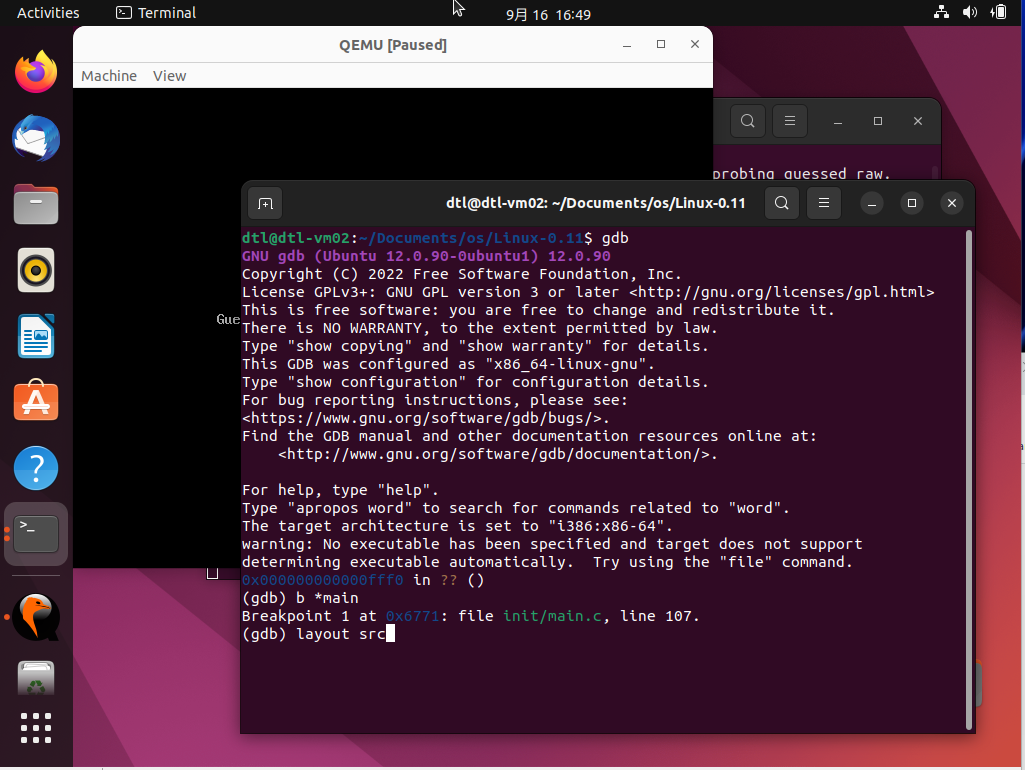 Activities
Terminal
9月 16 16:49
QEMU [Paused]
Machine View
probing guessed raw.
Gue
dtl@dtl-vm02: ~/Documents/os/Linux-0.11
dtl@dtl-vm02:~/Documents/os/Linux-0.11$ gdb
GNU gdb (Ubuntu 12.0.90-0ubuntu1) 12.0.90
Copyright (C) 2022 Free Software Foundation, Inc.
License GPLv3+: GNU GPL version 3 or later <http://gnu.org/licenses/gpl.html>
This is free software: you are free to change and redistribute it.
There is NO WARRANTY, to the extent permitted by law.
Type "show copying" and "show warranty" for details.
This GDB was configured as "x86_64-linux-gnu".
Type "show configuration" for configuration details.
For bug reporting instructions, please see:
<https://www.gnu.org/software/gdb/bugs/>.
Find the GDB manual and other documentation resources online at:
    <http://www.gnu.org/software/gdb/documentation/>.
For help, type "help".
Type "apropos word" to search for commands related to "word".
The target architecture is set to "i386:x86-64".
warning: No executable has been specified and target does not support
determining executable automatically.  Try using the "file" command.
0x000000000000fff0 in ?? ()
(gdb) b *main
Breakpoint 1 at 0x6771: file init/main.c, line 107.
(gdb) layout src